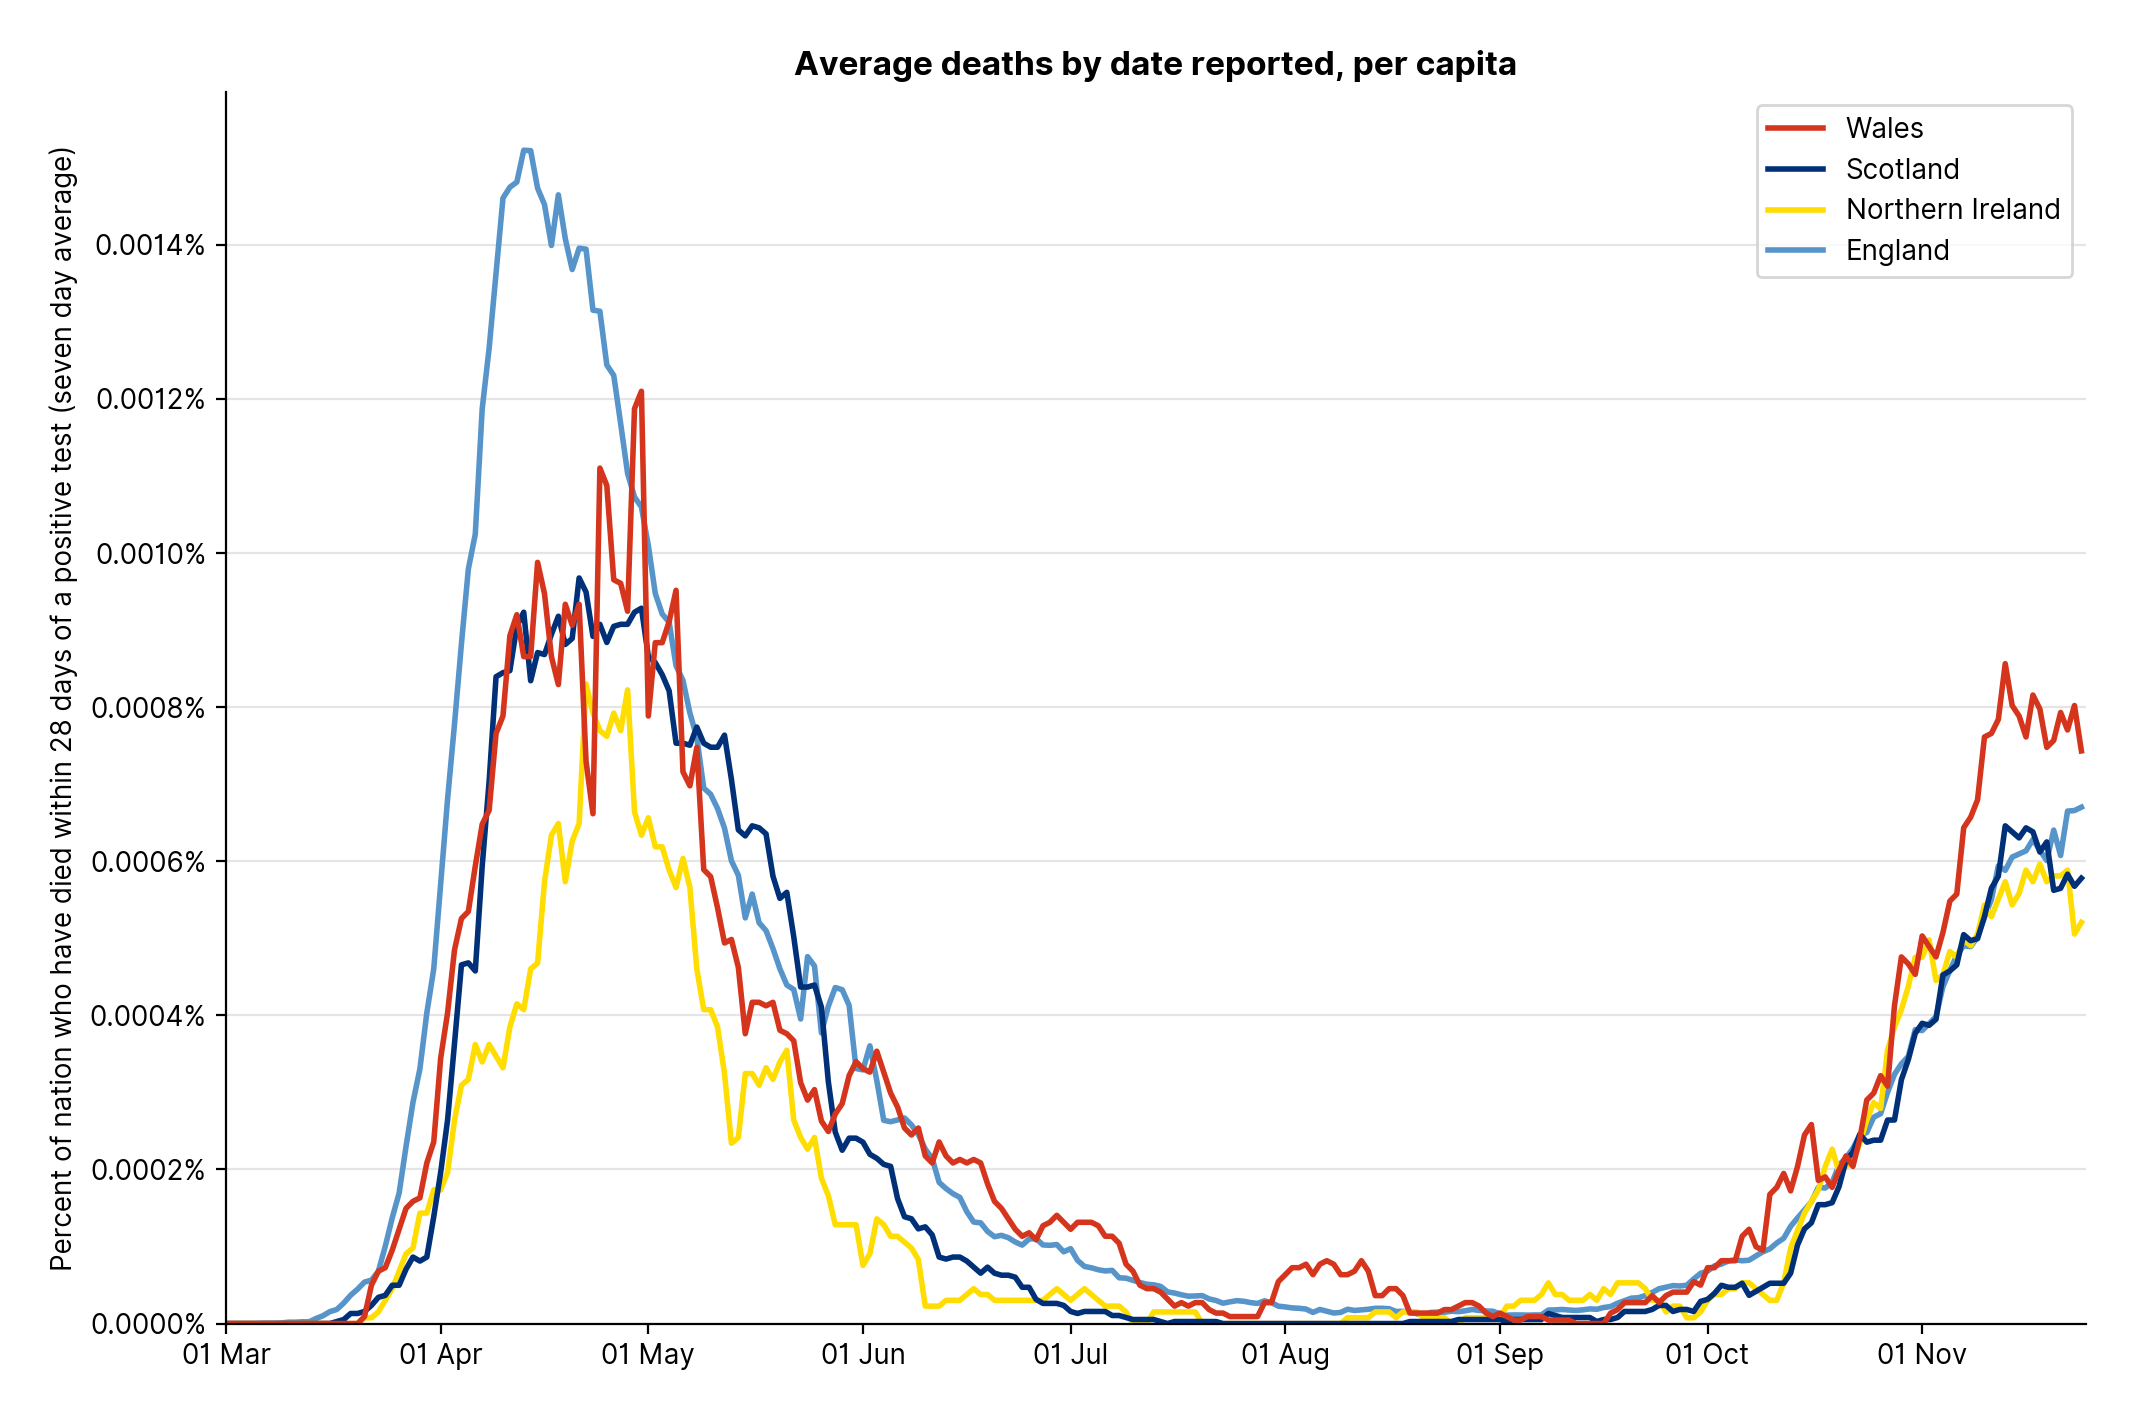 Average deaths by date reported, per capita
Wales
Scotland
Northern Ireland
England
Percent of nation who have died within 28 days of a positive test (seven day average)
0.0014%
0.0012%
0.0010%
0.0008%
0.0006%
0.0004%
0.0002%
0.0000%
01 Mar
01 Apr
01 May
01 Jun
01 Jul
01 Aug
01 Sep
01 Oct
01 Nov